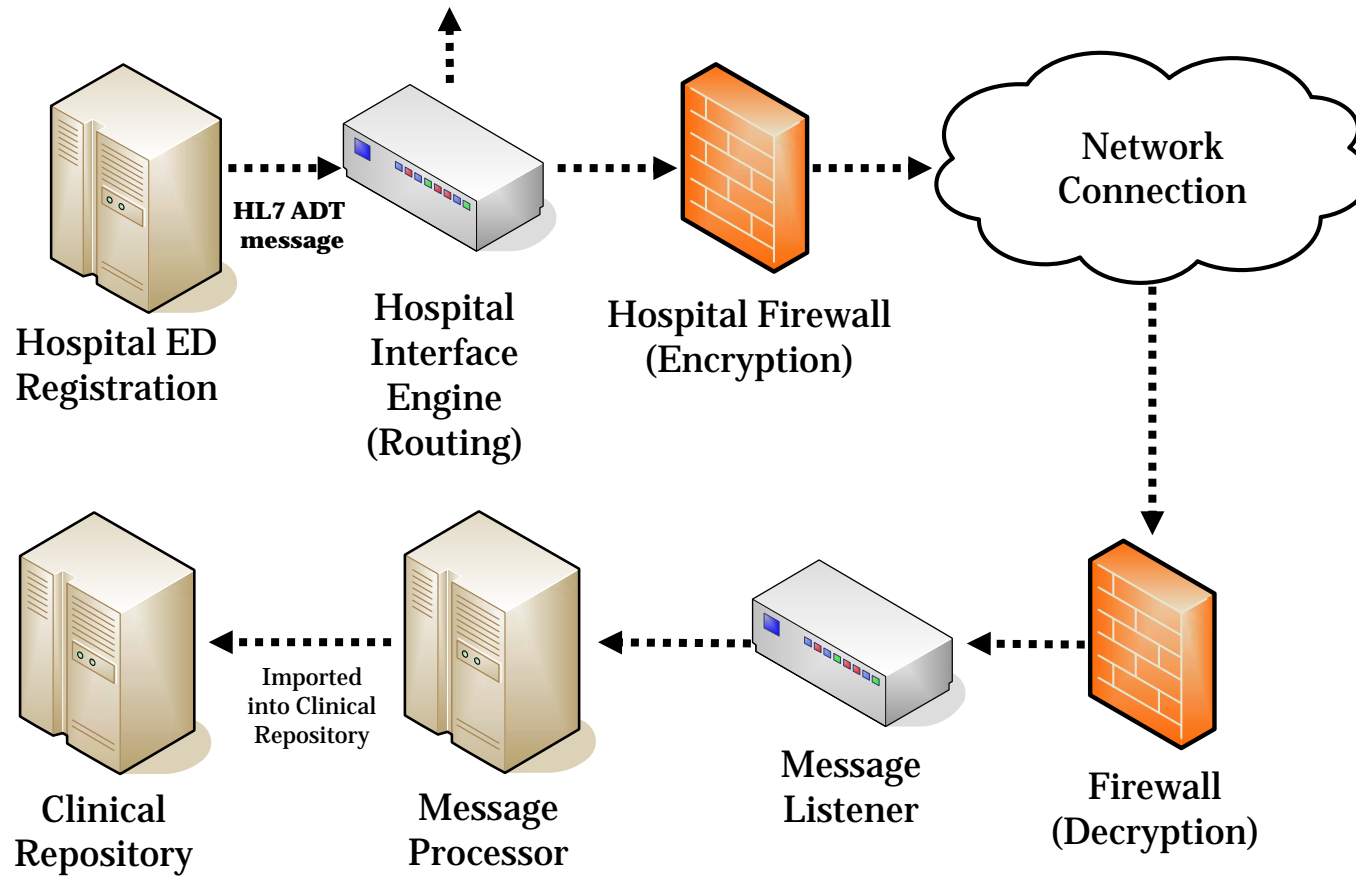 HL7 ADT
message
Network
Connection
Hospital ED
Registration
Hospital
Interface
Engine
(Routing)
Hospital Firewall
(Encryption)
Imported
into Clinical
Repository
Clinical
Repository
Message
Processor
Message
Listener
Firewall
(Decryption)